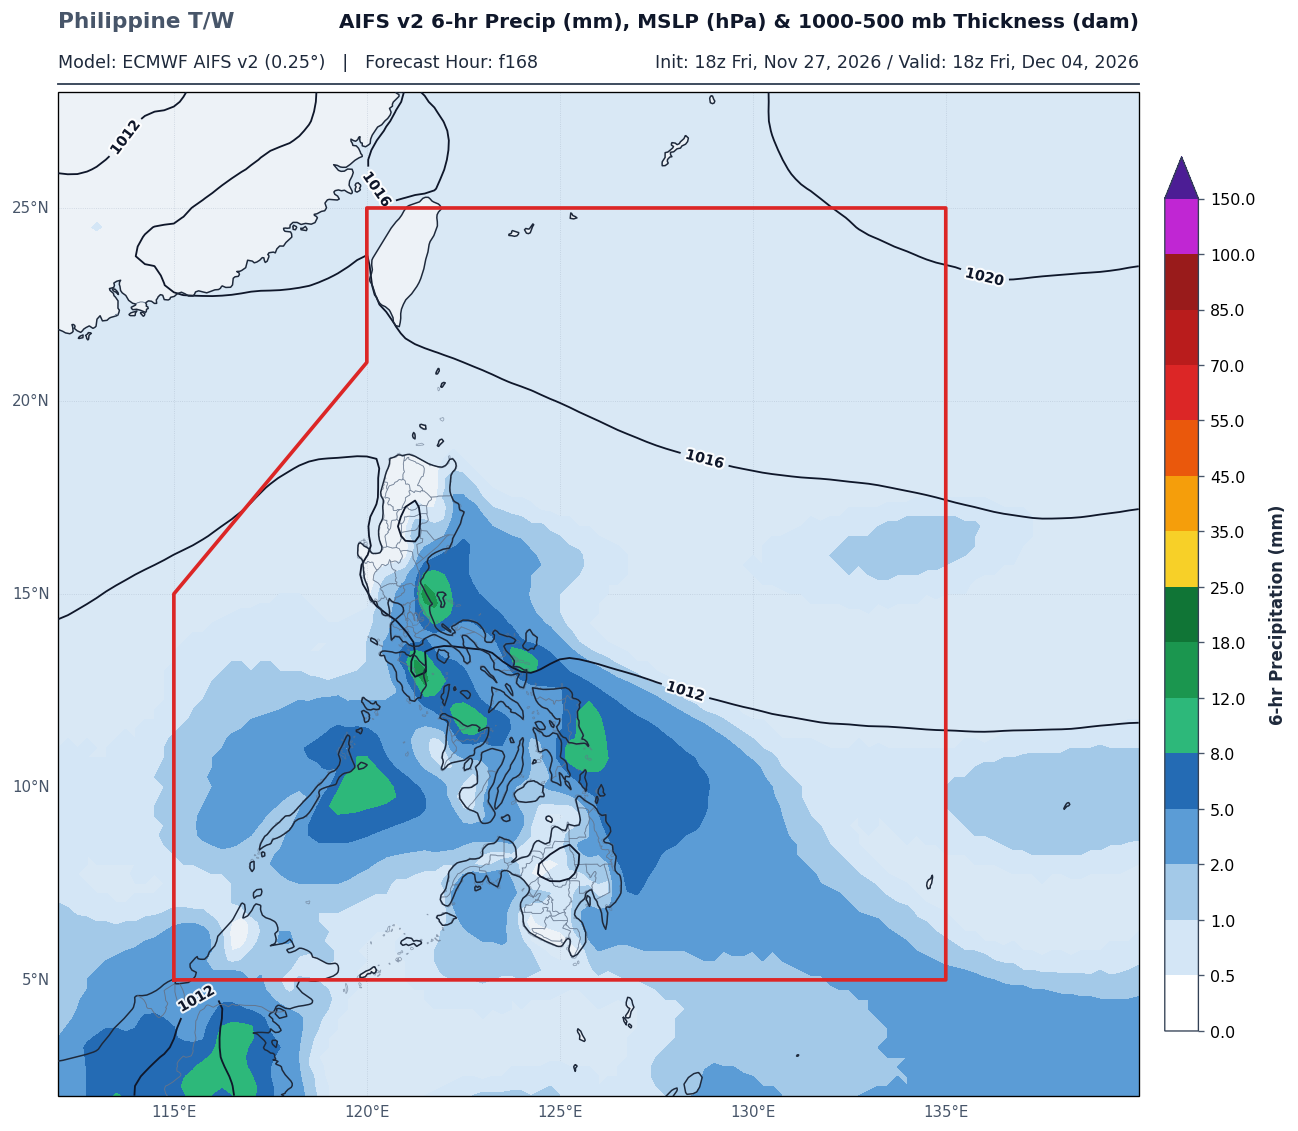 Philippine T/W
AIFS v2 6-hr Precip (mm), MSLP (hPa) & 1000-500 mb Thickness (dam)
Model: ECMWF AIFS v2 (0.25°)   |   Forecast Hour: f168
Init: 18z Fri, Nov 27, 2026 / Valid: 18z Fri, Dec 04, 2026
1012
1016
1020
1016
1012
1012
25°N
20°N
15°N
10°N
5°N
115°E
120°E
125°E
130°E
135°E
150.0
100.0
85.0
70.0
55.0
45.0
35.0
25.0
18.0
12.0
8.0
5.0
2.0
1.0
0.5
0.0
6-hr Precipitation (mm)